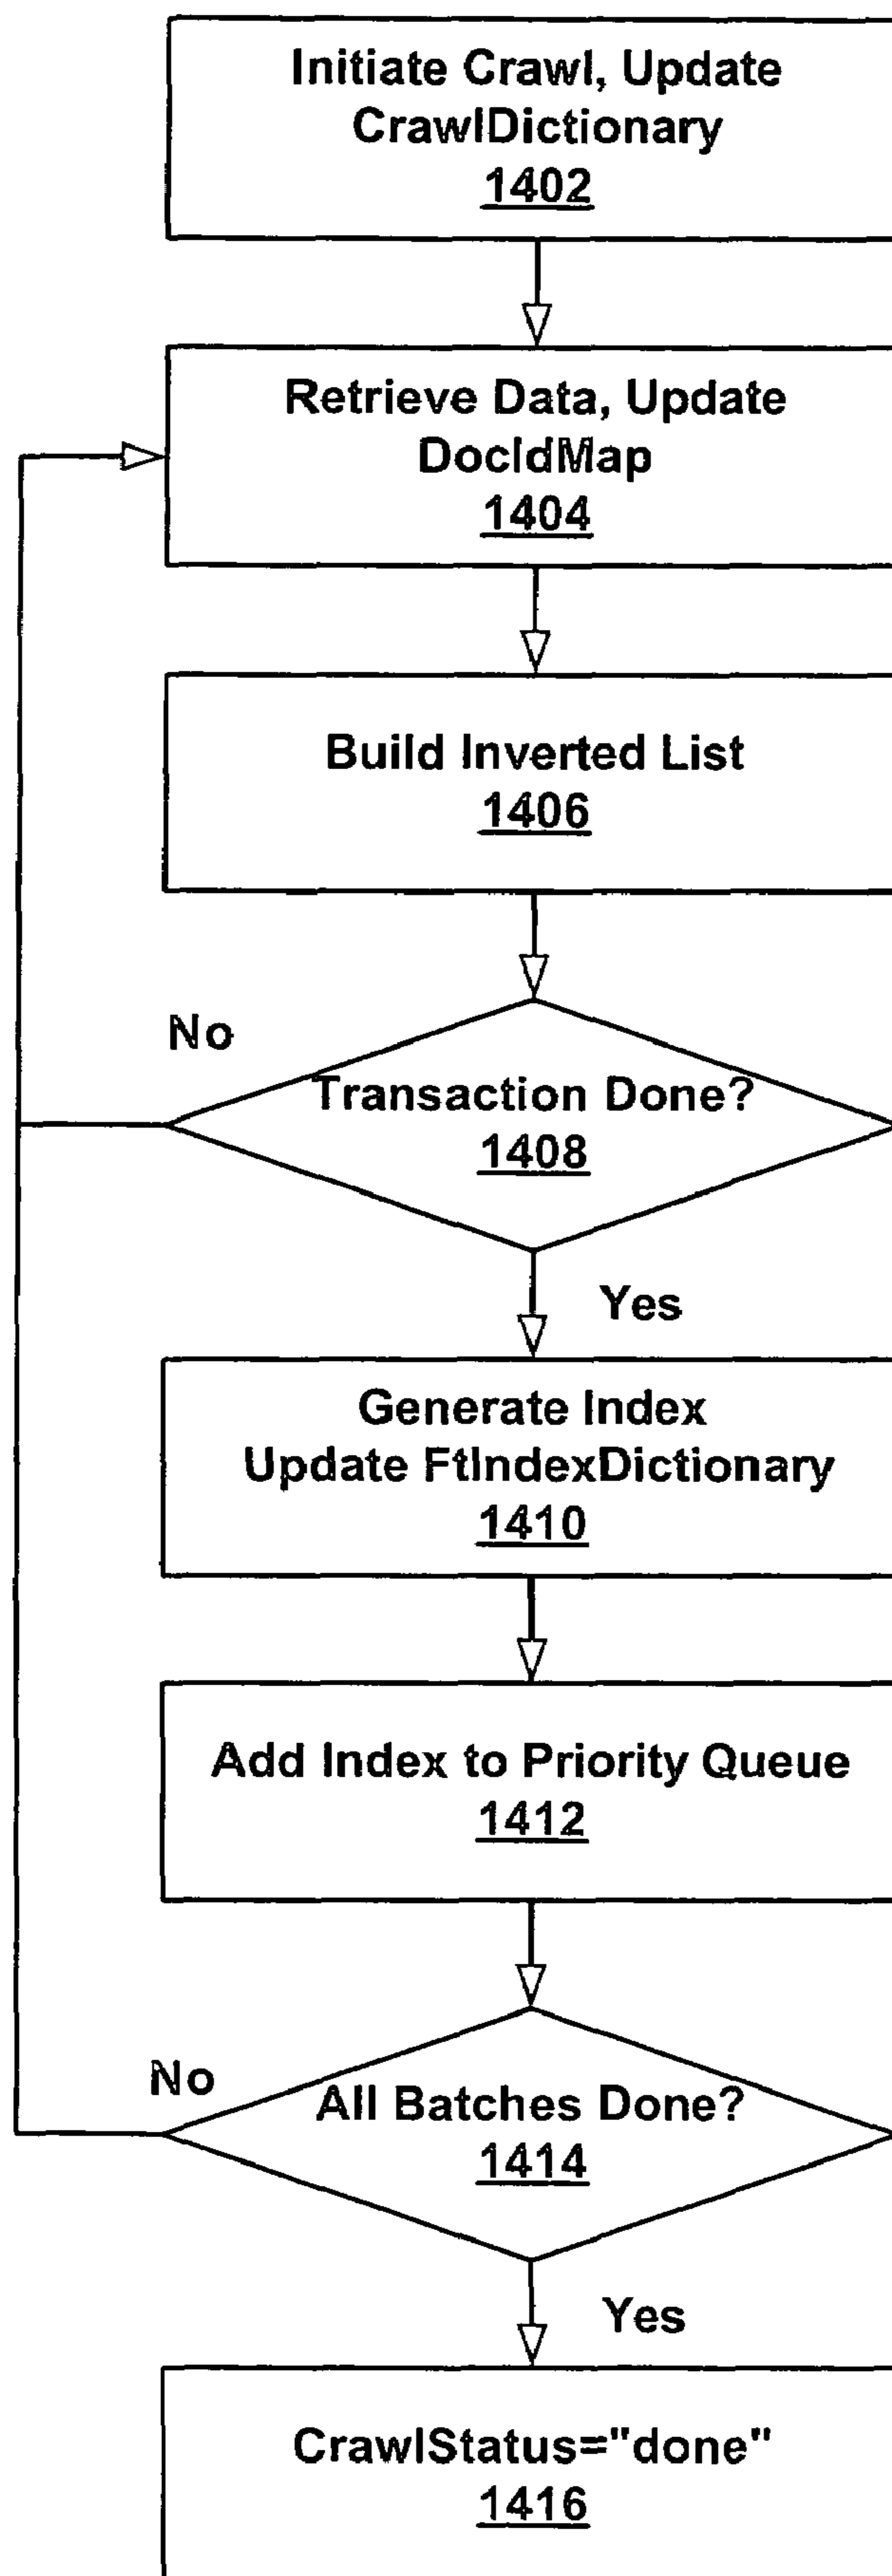 Initiate Crawl, Update
CrawlDictionary
1402
Retrieve Data, Update
DocIdMap
1404
Build Inverted List
1406
No
Transaction Done?
1408
Yes
Generate Index
Update FtIndexDictionary
1410
Add Index to Priority Queue
1412
No
All Batches Done?
1414
Yes
CrawlStatus="done"
1416